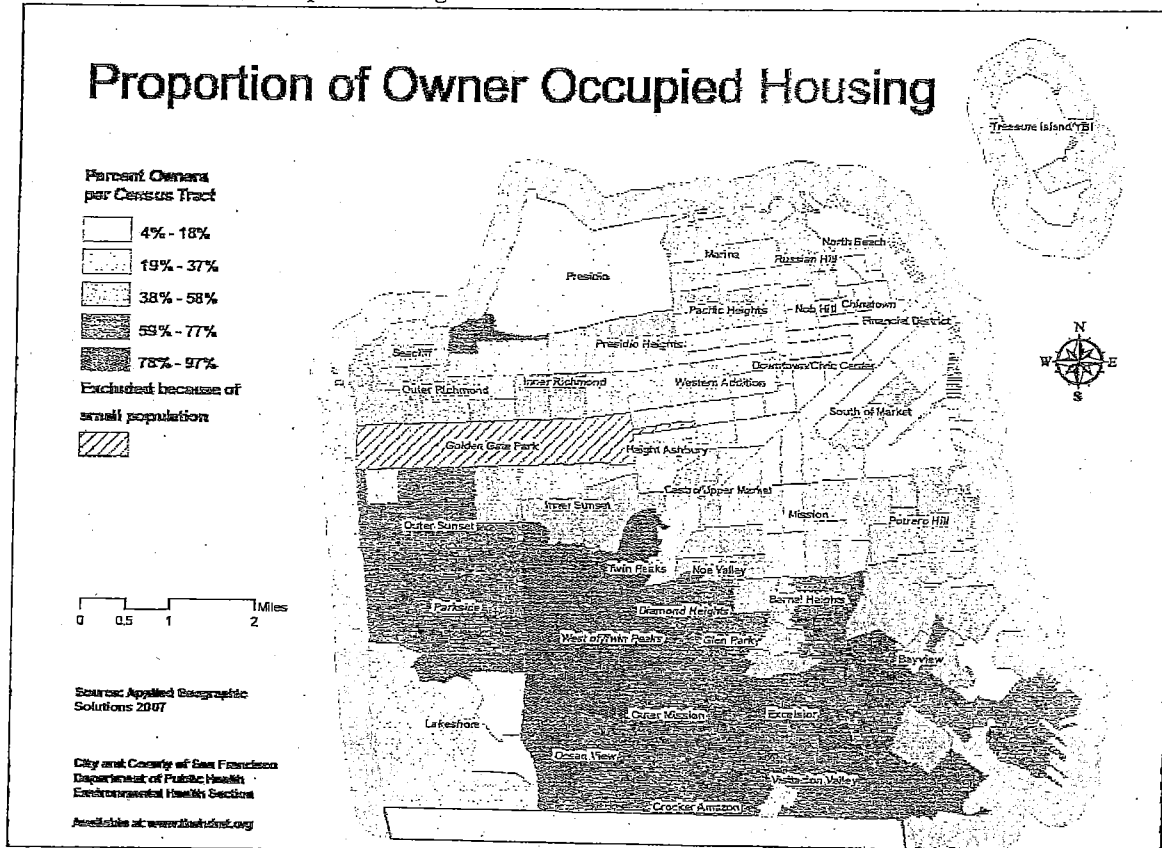 Proportion of Owner Occupied Housing
Treasure Island/YBI
Percent Owners
per Census Tract
4% - 18%
19% - 37%
38% - 58%
59% - 77%
78% - 97%
Excluded because of
small population
North Beach
Marina
Russian Hill
Presidio
Pacific Heights
Nob Hill
Chinatown
Financial District
Seacliff
Presidio Heights
Downtown/Civic Center
Outer Richmond
Inner Richmond
Western Addition
South of Market
Golden Gate Park
Haight Ashbury
Castro/Upper Market
Inner Sunset
Mission
Potrero Hill
Outer Sunset
Twin Peaks
Noe Valley
Bernal Heights
Parkside
Diamond Heights
West of Twin Peaks
Glen Park
Bayview
Lakeshore
Outer Mission
Excelsior
Ocean View
Visitacion Valley
Crocker Amazon
N
W
E
S
Miles
0 0.5 1 2
Source: Applied Geographic
Solutions 2007
City and County of San Francisco
Department of Public Health
Environmental Health Section
Available at: www.thehdmt.org